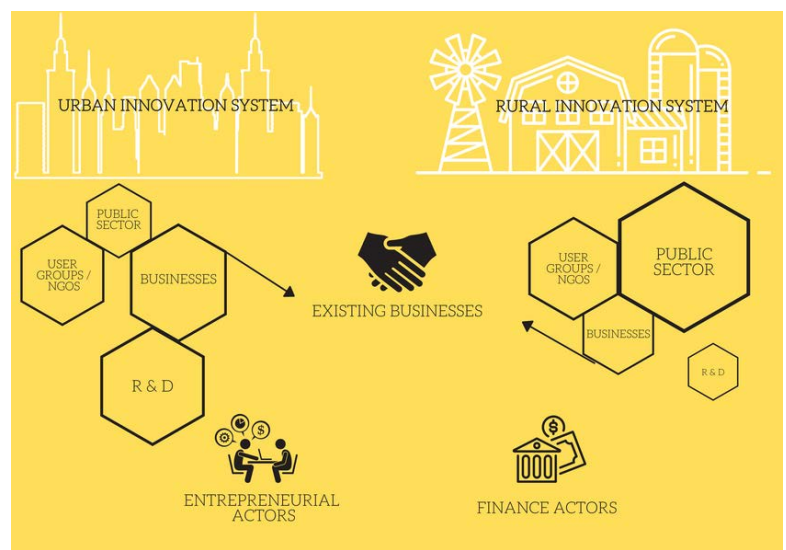 URBAN INNOVATION SYSTEM
RURAL INNOVATION SYSTEM
PUBLIC
SECTOR
USER
GROUPS /
NGOS
BUSINESSES
R & D
EXISTING BUSINESSES
USER
GROUPS /
NGOS
PUBLIC
SECTOR
BUSINESSES
R & D
$
ENTREPRENEURIAL
ACTORS
$
FINANCE ACTORS